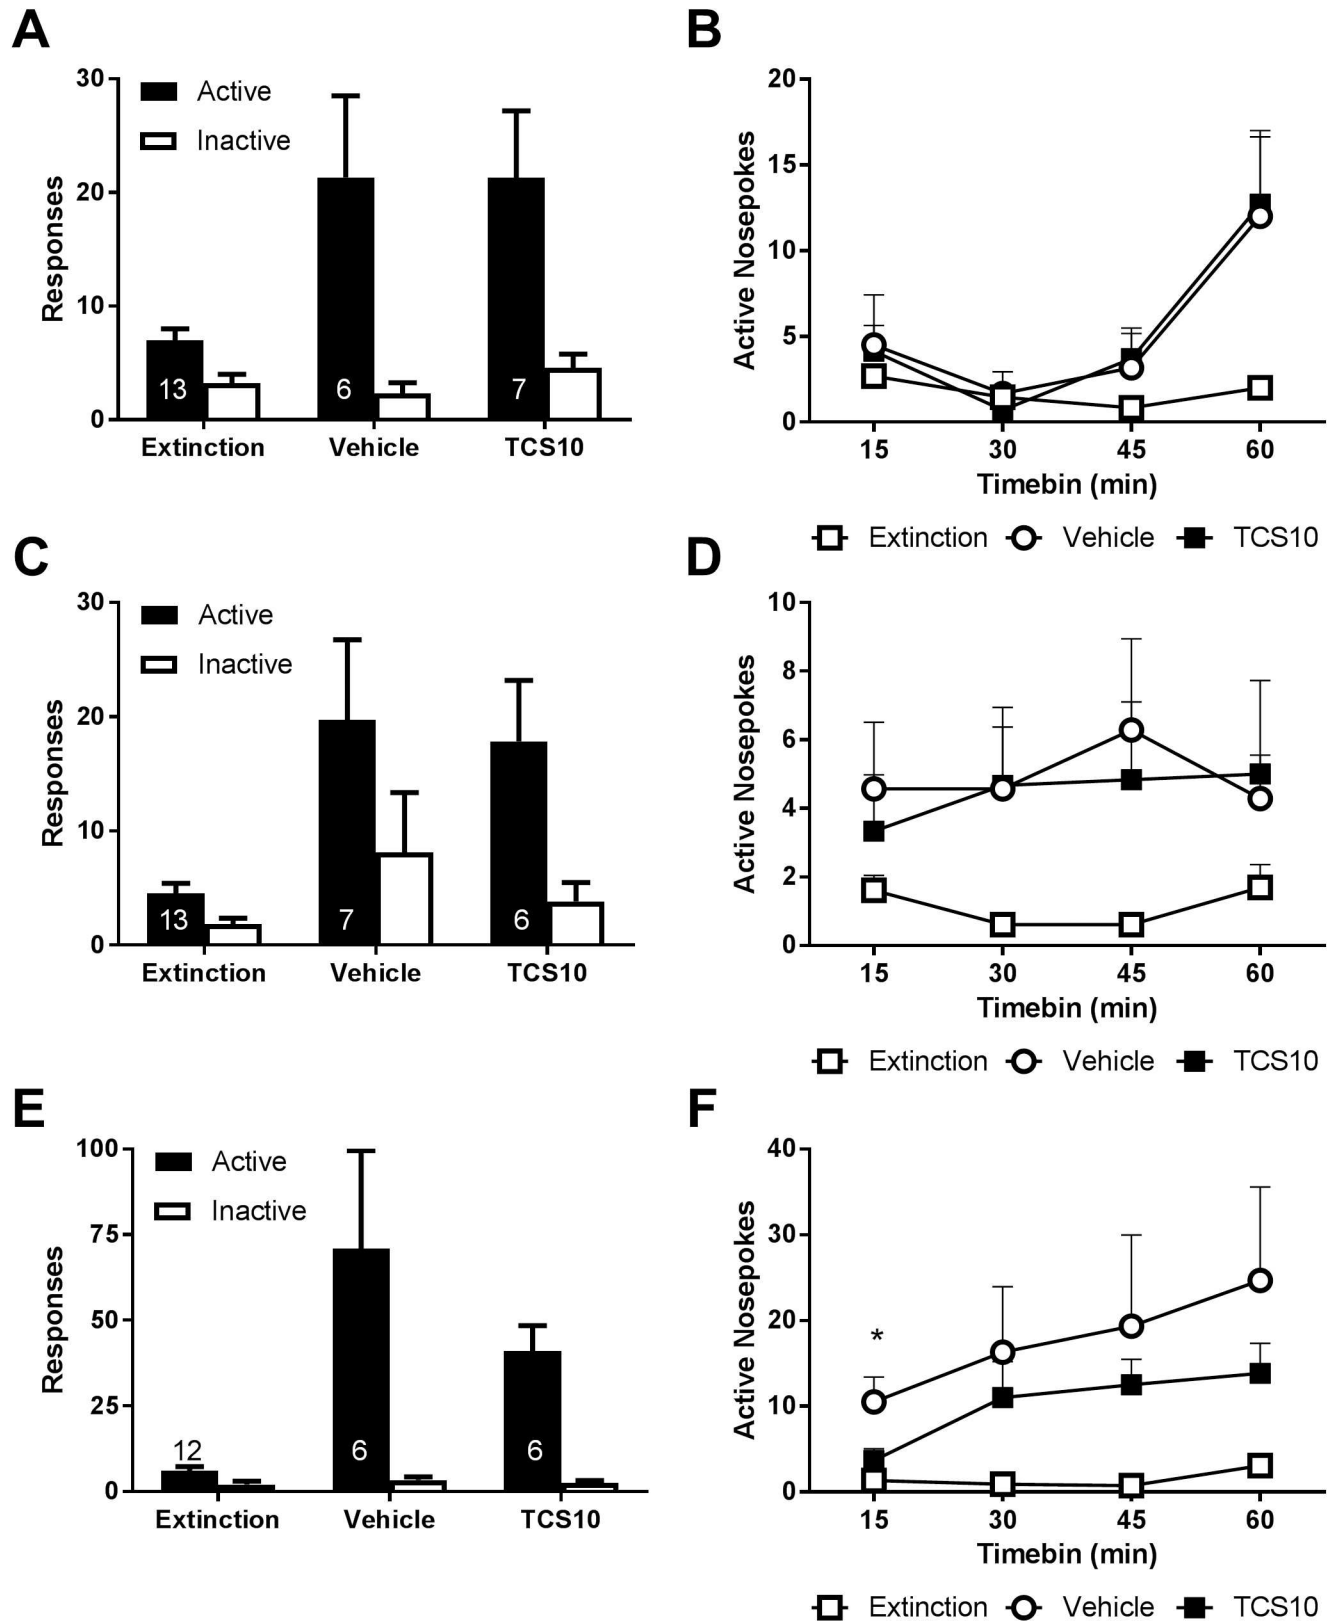 A
30
20
10
0
Responses
Active
Inactive
13
6
7
Extinction
Vehicle
TCS10
B
20
15
10
5
0
Active Nosepokes
15
30
45
60
Timebin (min)
Extinction
Vehicle
TCS10
C
30
20
10
0
Responses
Active
Inactive
13
7
6
Extinction
Vehicle
TCS10
D
10
8
6
4
2
0
Active Nosepokes
15
30
45
60
Timebin (min)
Extinction
Vehicle
TCS10
E
100
75
50
25
0
Responses
Active
Inactive
12
6
6
Extinction
Vehicle
TCS10
F
40
30
20
10
0
Active Nosepokes
*
15
30
45
60
Timebin (min)
Extinction
Vehicle
TCS10